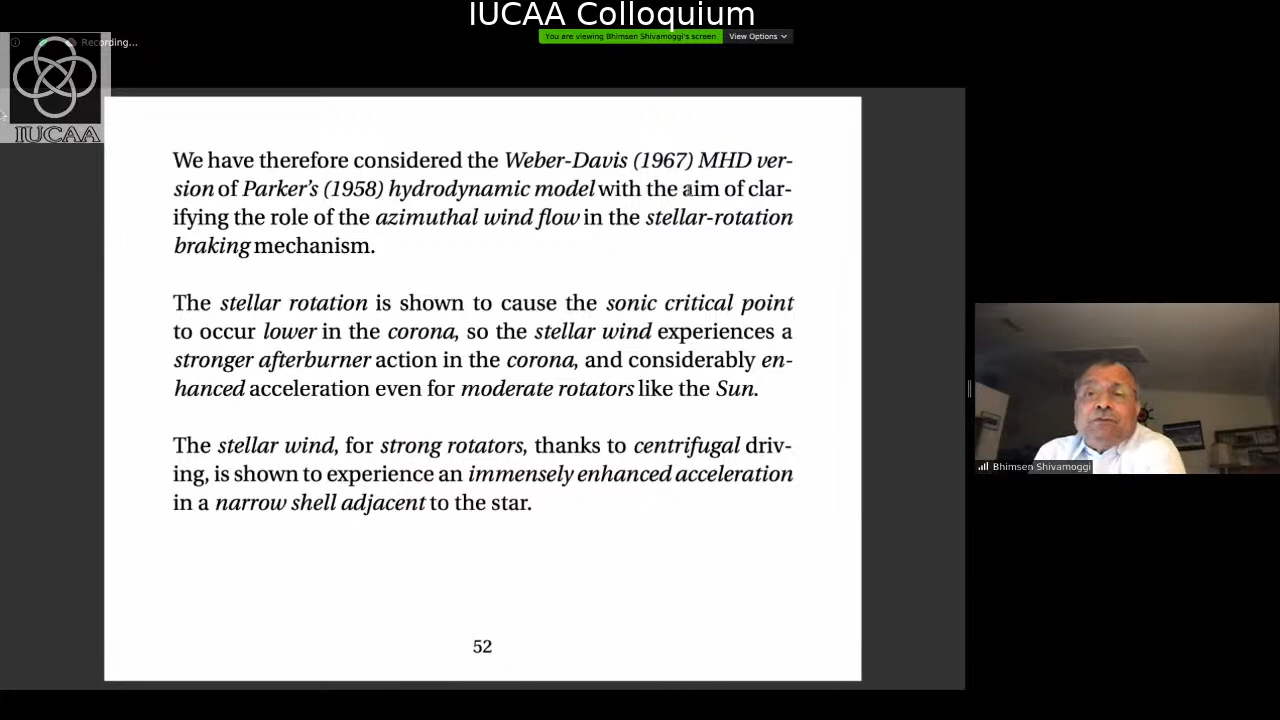 IUCAA Colloquium
Recording...
You are viewing Bhimsen Shivamoggi's screen
View Options
IUCAA
We have therefore considered the Weber-Davis (1967) MHD ver-
sion of Parker's (1958) hydrodynamic model with the aim of clar-
ifying the role of the azimuthal wind flow in the stellar-rotation
braking mechanism.
The stellar rotation is shown to cause the sonic critical point
to occur lower in the corona, so the stellar wind experiences a
stronger afterburner action in the corona, and considerably en-
hanced acceleration even for moderate rotators like the Sun.
The stellar wind, for strong rotators, thanks to centrifugal driv-
ing, is shown to experience an immensely enhanced acceleration
in a narrow shell adjacent to the star.
52
Bhimsen Shivamoggi